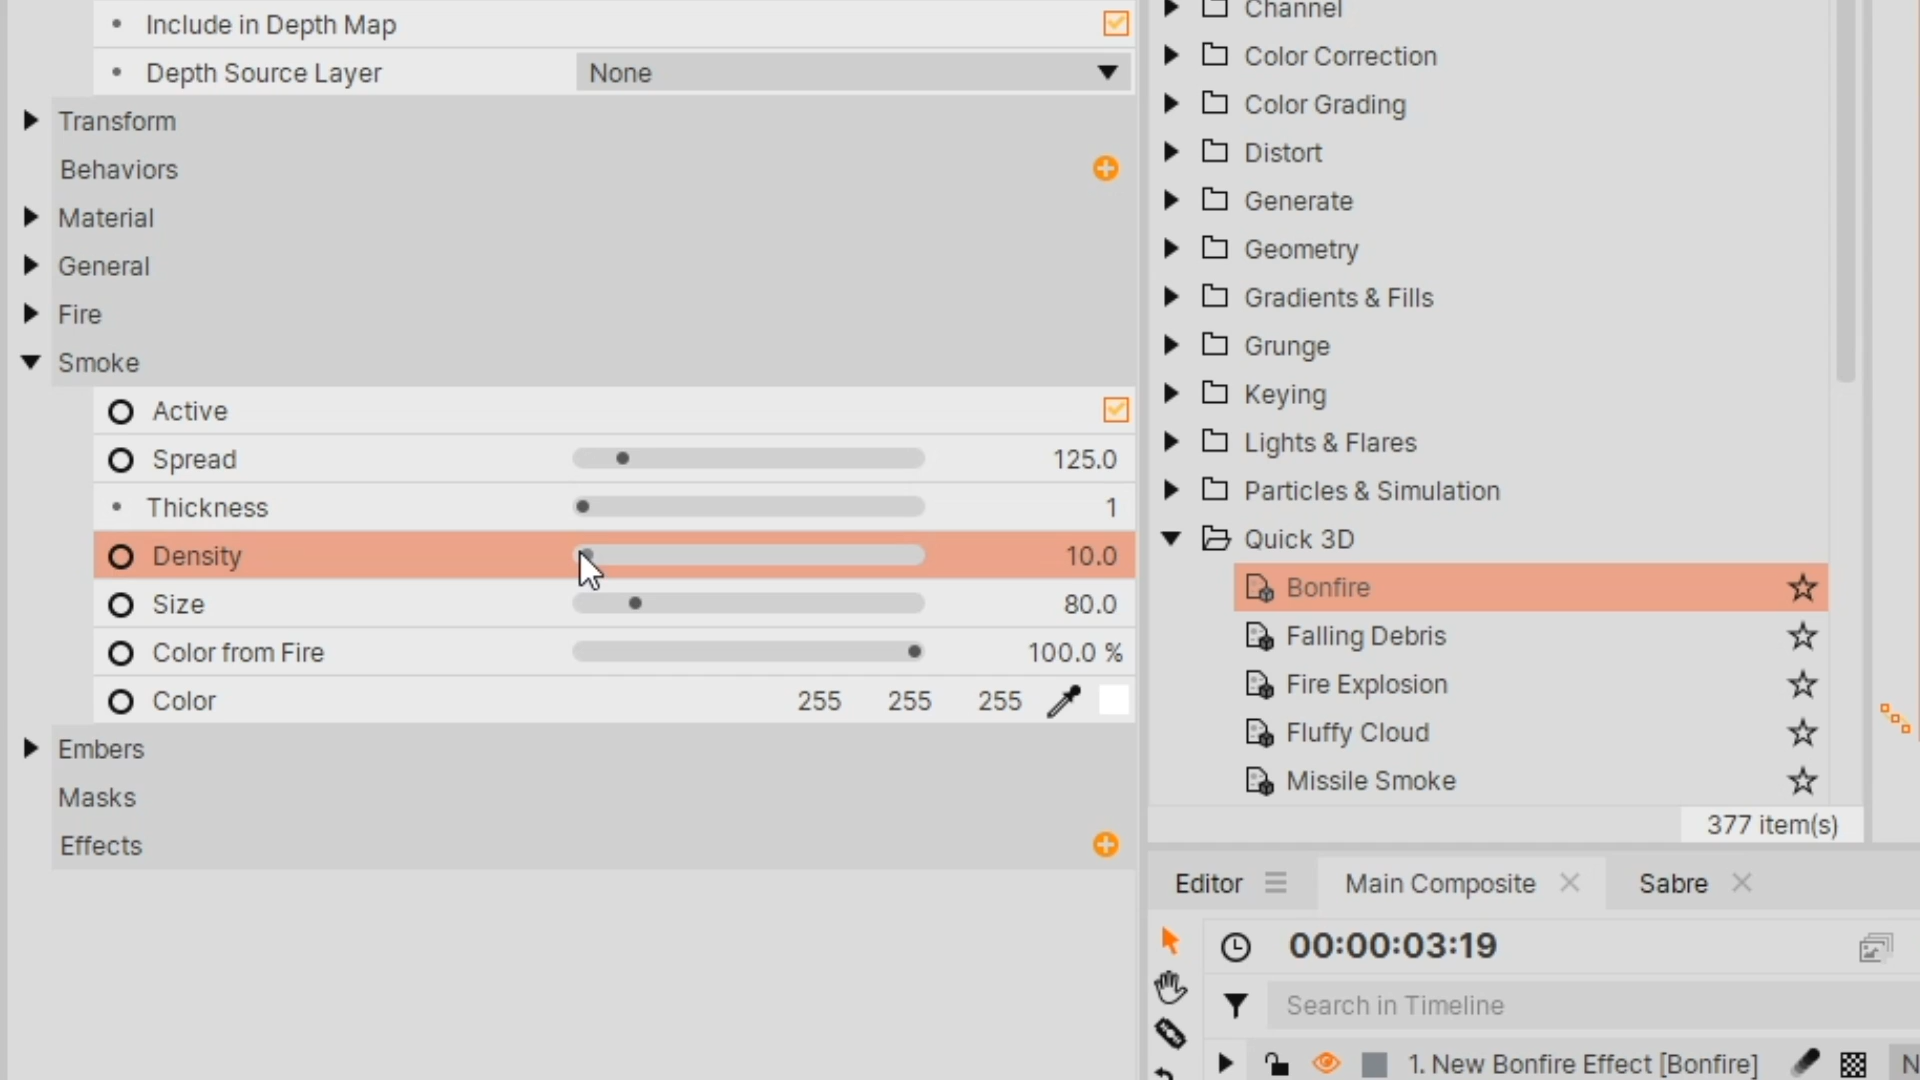 Include in Depth Map
Depth Source Layer None
Transform
Behaviors
Material
General
Fire
Smoke
Active
Spread 125.0
Thickness 1
Density 10.0
Size 80.0
Color from Fire 100.0 %
Color 255 255 255
Embers
Masks
Effects
Channel
Color Correction
Color Grading
Distort
Generate
Geometry
Gradients & Fills
Grunge
Keying
Lights & Flares
Particles & Simulation
Quick 3D
Bonfire
Falling Debris
Fire Explosion
Fluffy Cloud
Missile Smoke
377 item(s)
Editor Main Composite Sabre
00:00:03:19
Search in Timeline
1. New Bonfire Effect [Bonfire] N